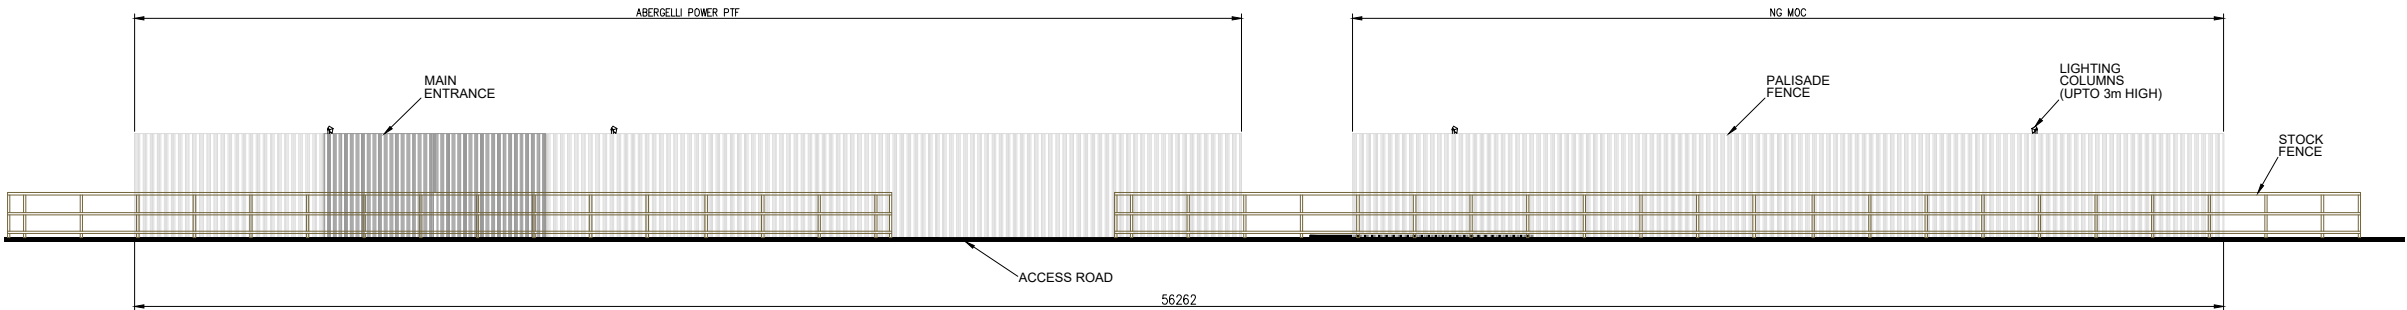 ABERGELLI POWER PTF
NG MOC
MAIN
ENTRANCE
PALISADE
FENCE
LIGHTING
COLUMNS
(UPTO 3m HIGH)
STOCK
FENCE
ACCESS ROAD
56262